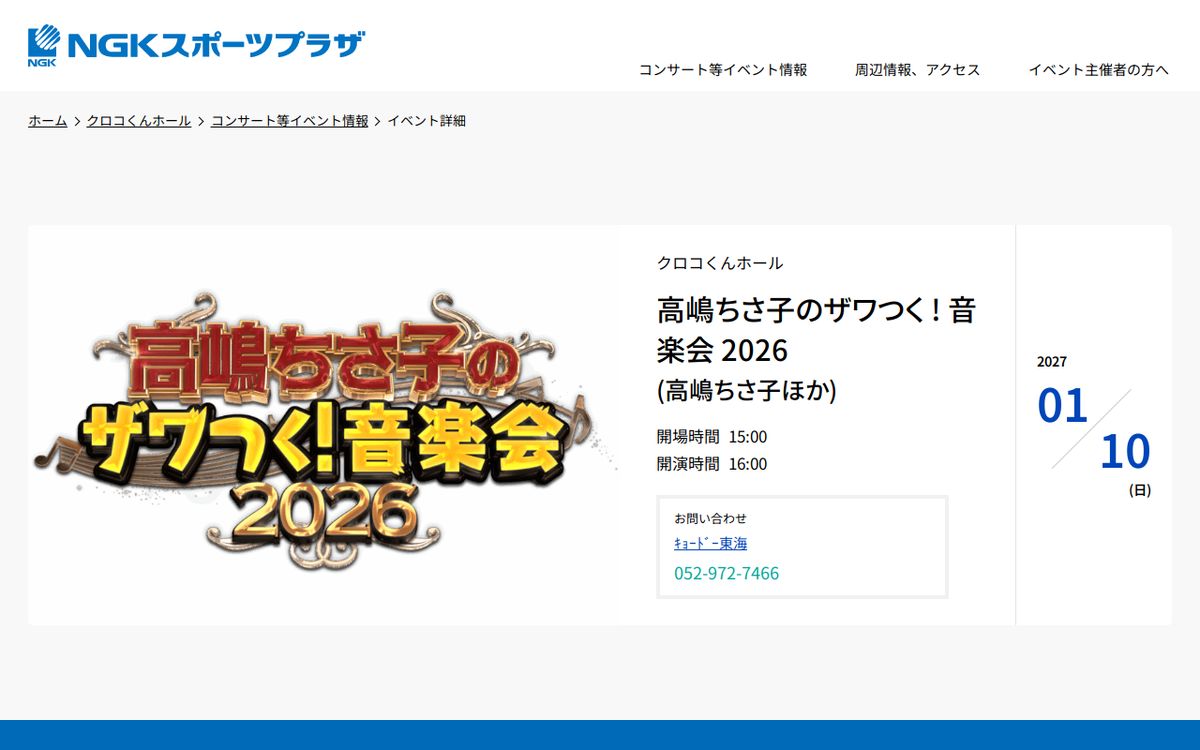 NGK
NGKスポーツプラザ
コンサート等イベント情報
周辺情報、アクセス
イベント主催者の方へ
ホーム > クロコくんホール > コンサート等イベント情報 > イベント詳細
高嶋ちさ子の
ザワつく!音楽会
2026
クロコくんホール
高嶋ちさ子のザワつく！音
楽会 2026
(高嶋ちさ子ほか)
開場時間 15:00
開演時間 16:00
お問い合わせ
ｷｮｰﾄﾞｰ東海
052-972-7466
2027
01
10
(日)